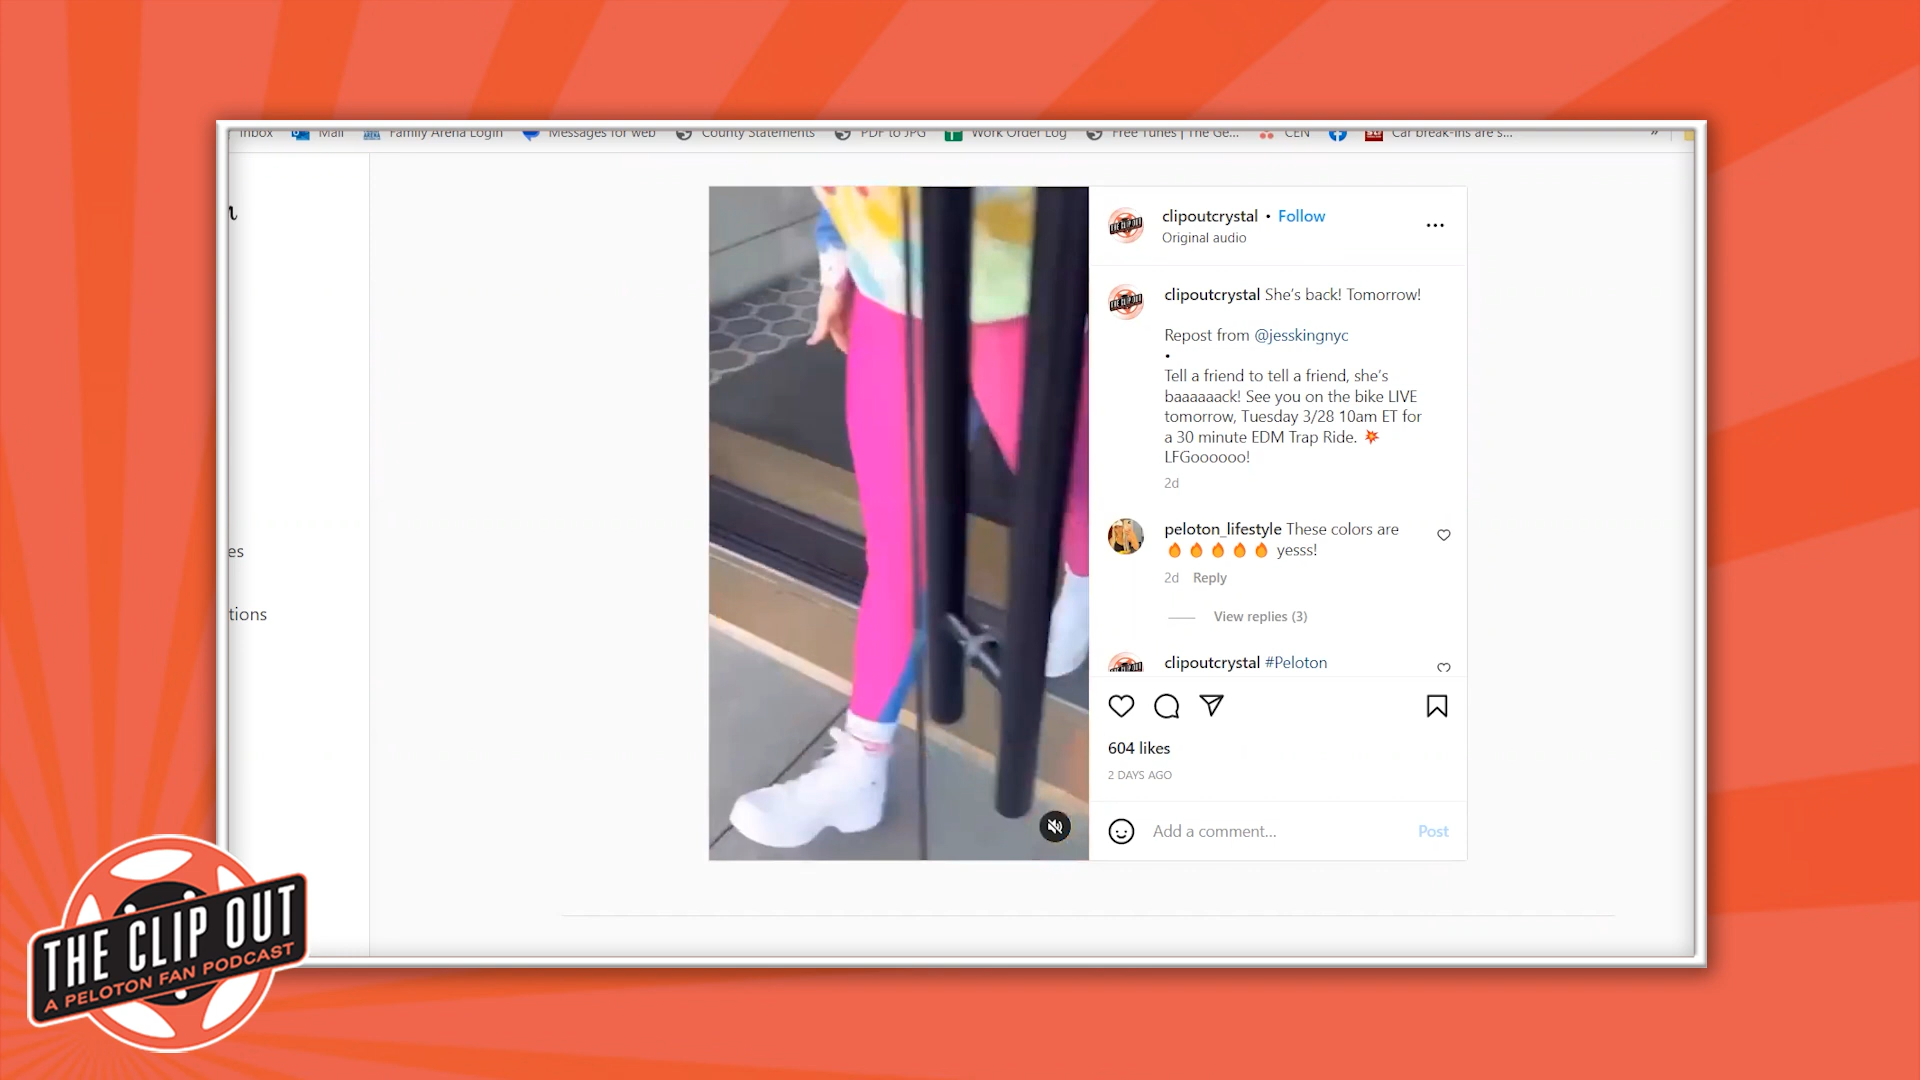 Inbox Mail Family Arena Login Messages for web County Statements PDF to JPG Work Order Log Free Tunes | The Ge... CEN Car break-ins are s... »
clipoutcrystal • Follow
Original audio
clipoutcrystal She's back! Tomorrow!
Repost from @jesskingnyc
•
Tell a friend to tell a friend, she's
baaaaaack! See you on the bike LIVE
tomorrow, Tuesday 3/28 10am ET for
a 30 minute EDM Trap Ride. 💥
LFGoooooo!
2d
peloton_lifestyle These colors are
🔥🔥🔥🔥🔥 yesss!
2d Reply
View replies (3)
clipoutcrystal #Peloton
604 likes
2 DAYS AGO
Add a comment... Post
es
tions
THE CLIP OUT
A PELOTON FAN PODCAST